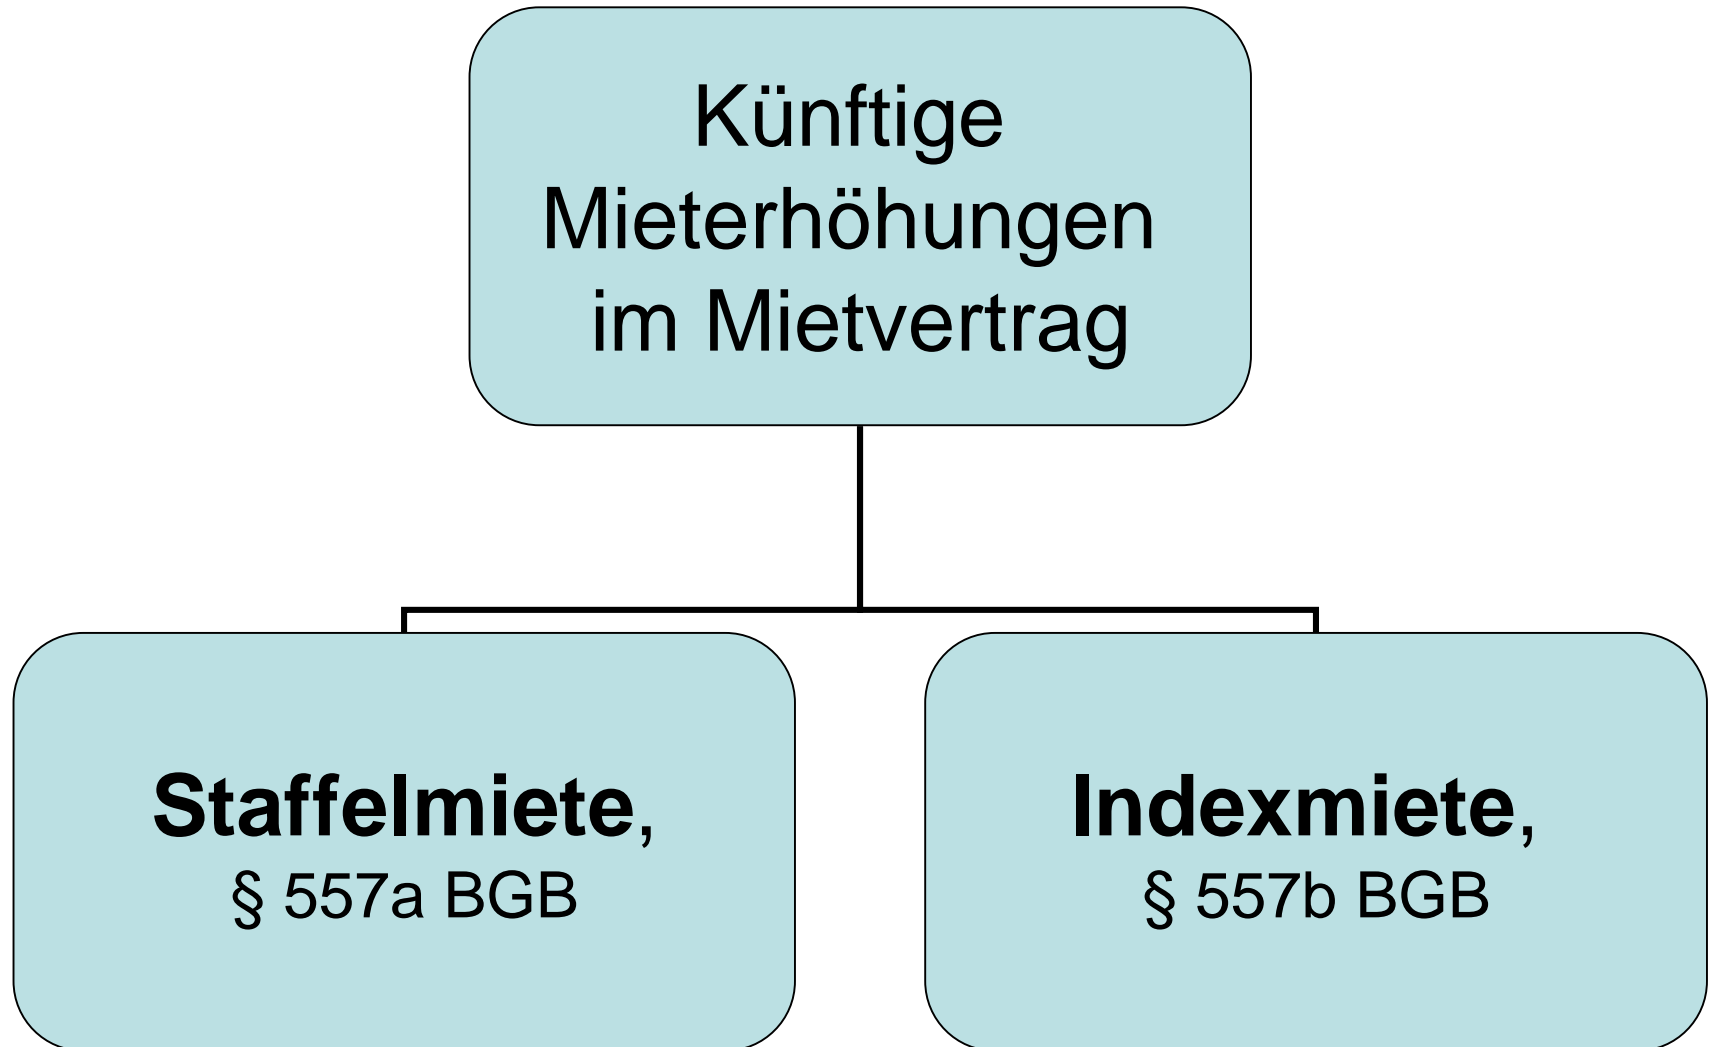 Künftige
Mieterhöhungen
im Mietvertrag
Staffelmiete,
§ 557a BGB
Indexmiete,
§ 557b BGB